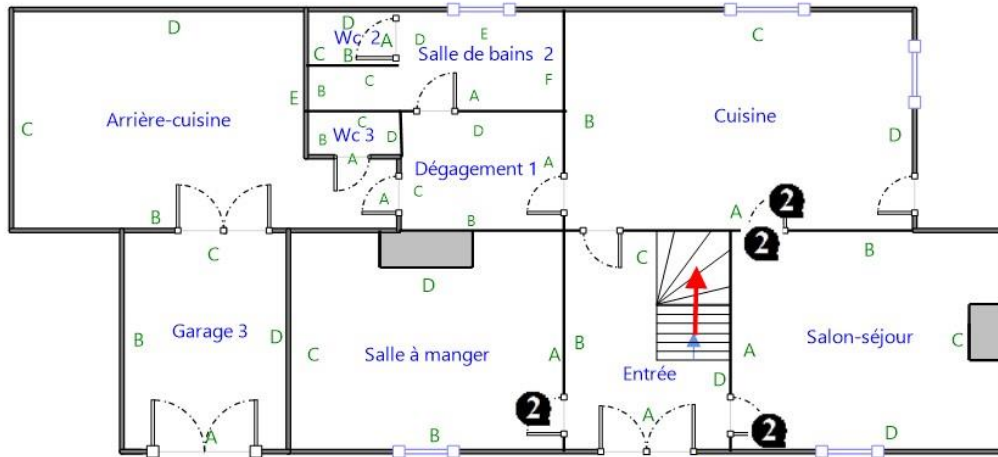 D
D
E
C
Wc 2
A
D
Salle de bains 2
C
B
F
E
C
B
A
D
Arrière-cuisine
C
B
Cuisine
C
B
Wc 3
D
D
A
Dégagement 1
A
A
C
B
B
A
B
C
C
D
2
2
B
D
Garage 3
B
D
C
Salle à manger
A
B
Entrée
D
A
Salon-séjour
C
2
2
A
B
A
D